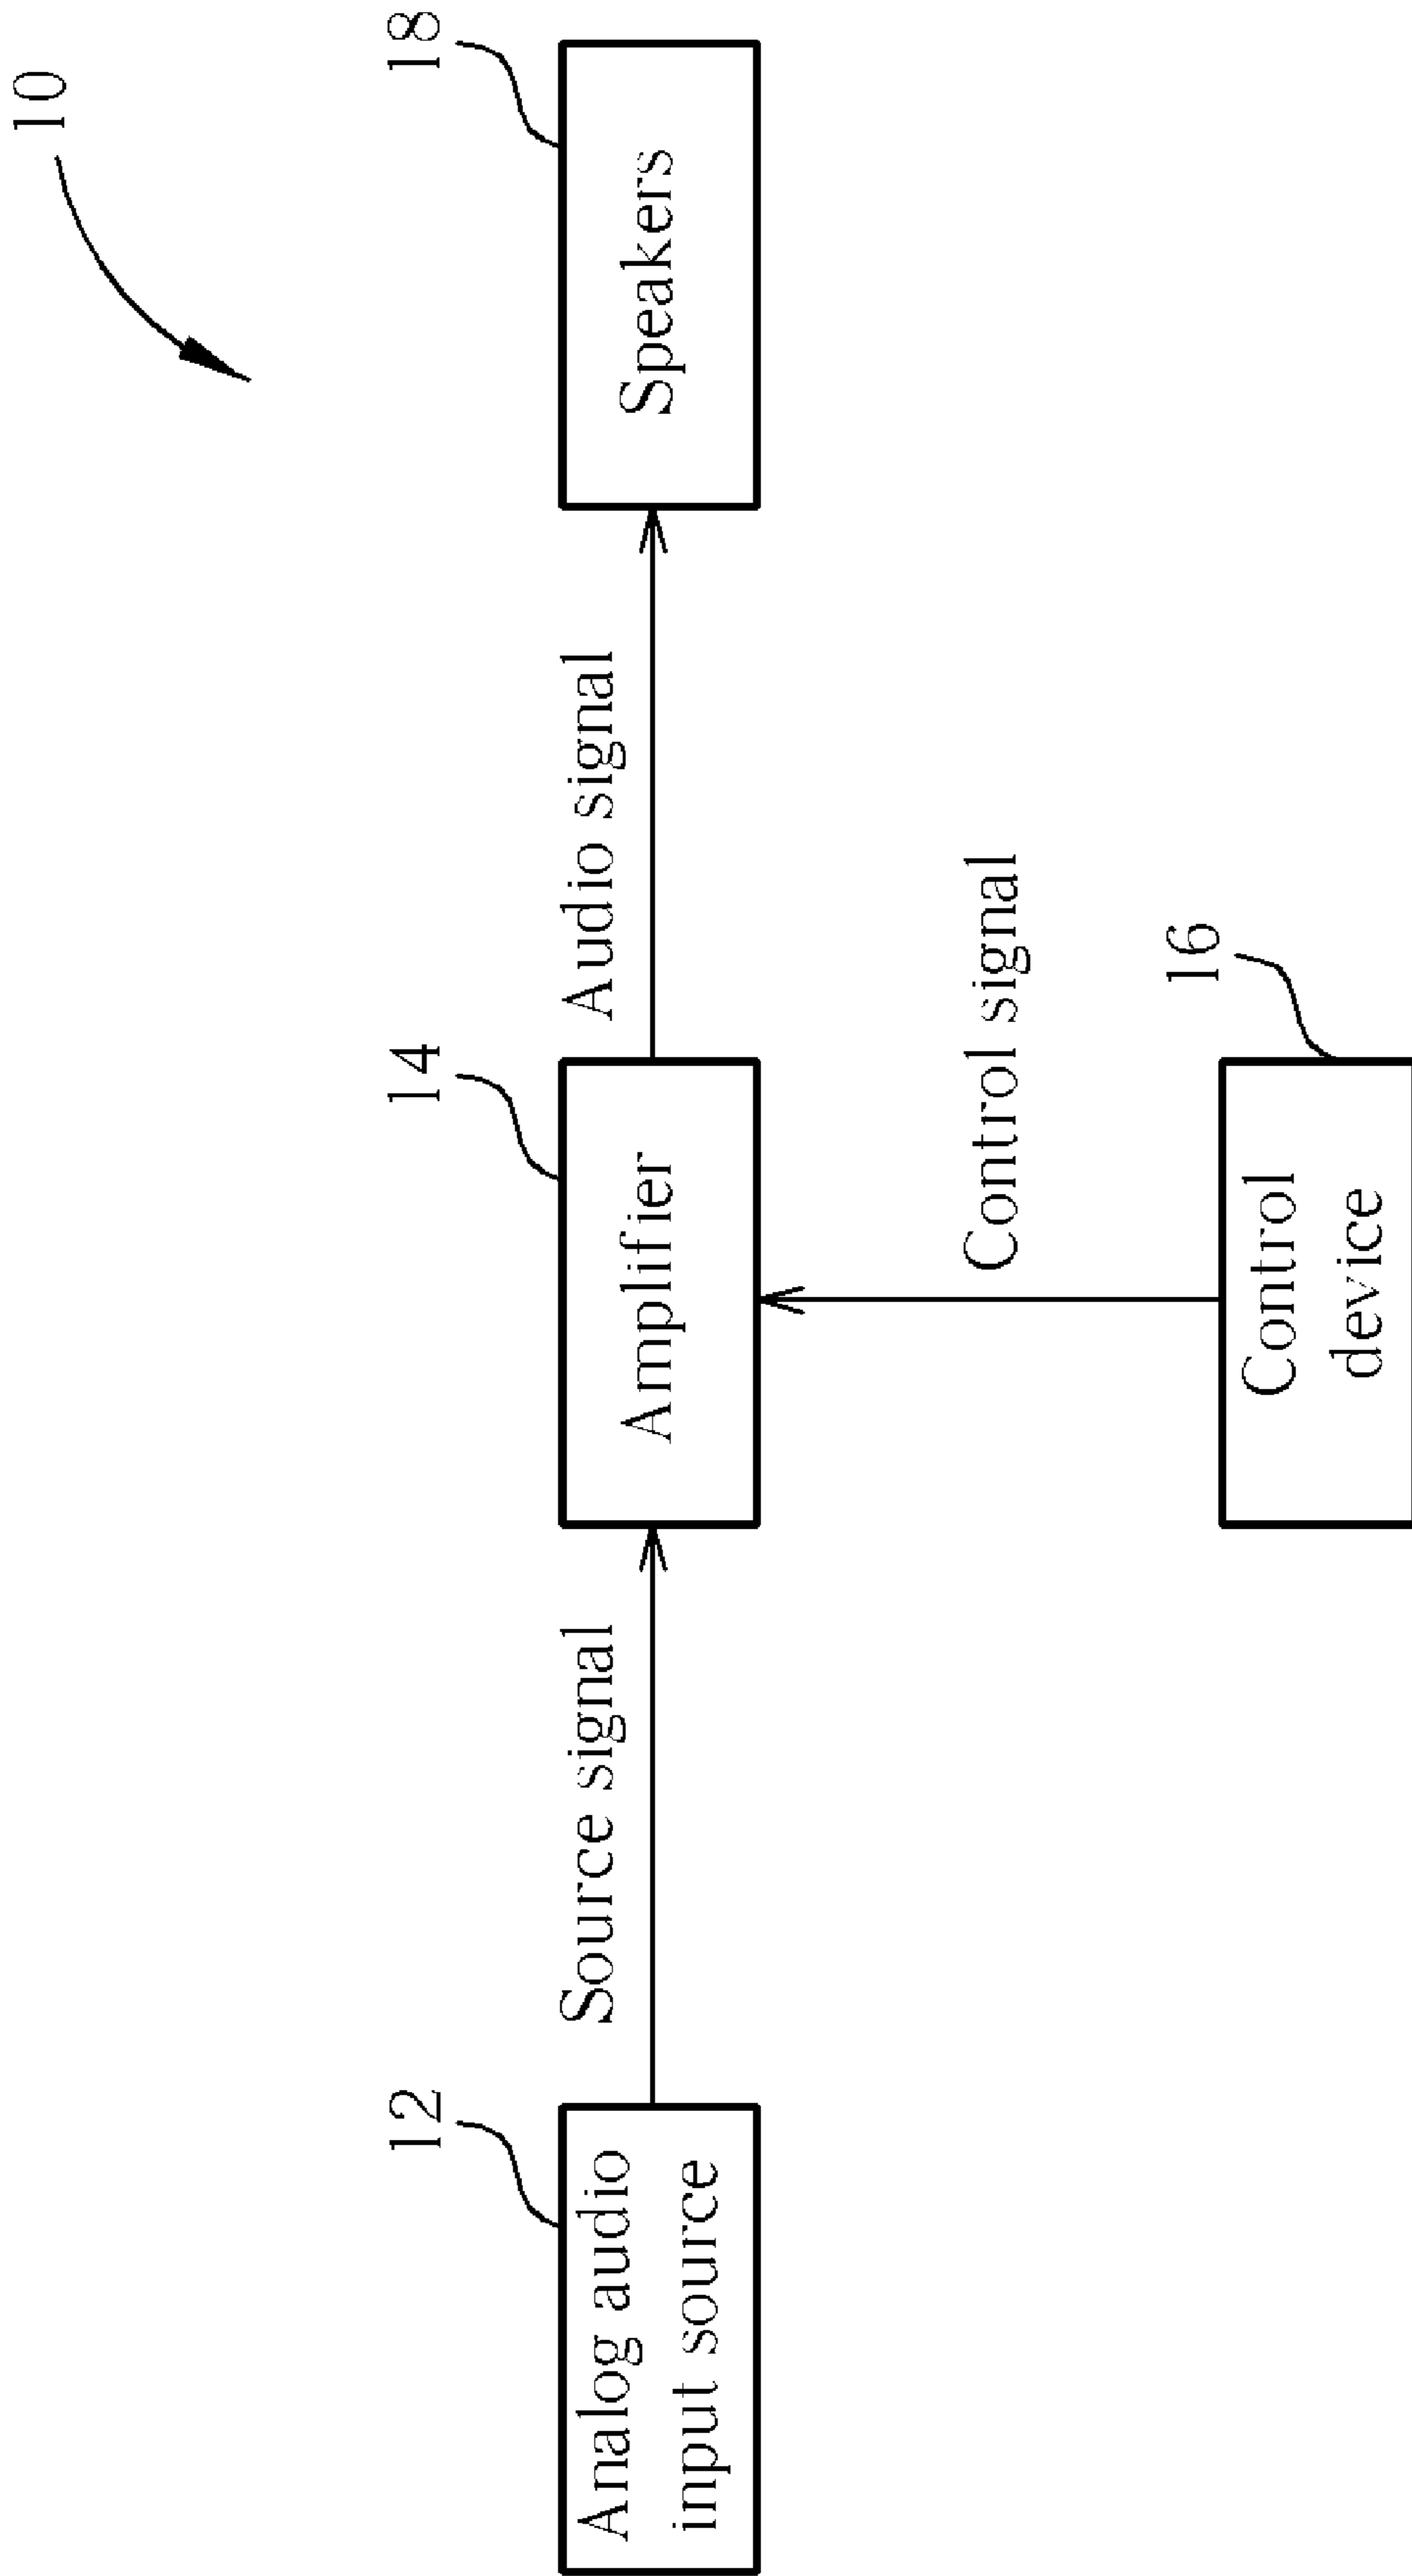 10
12
14
18
Analog audio
input source
Source signal
Amplifier
Audio signal
Speakers
Control signal
16
Control
device